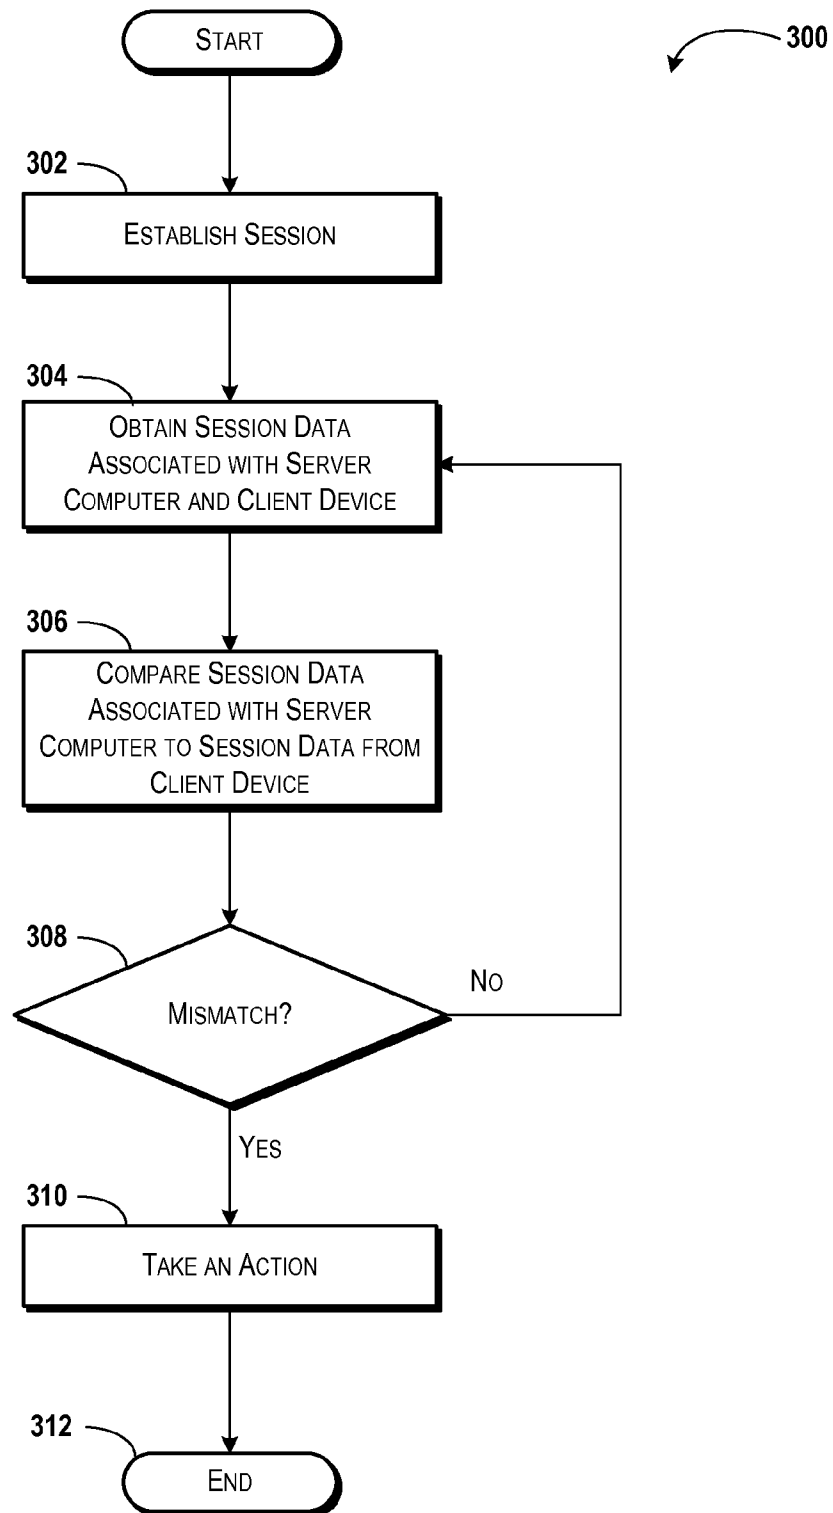 START
300
302
ESTABLISH SESSION
304
OBTAIN SESSION DATA
ASSOCIATED WITH SERVER
COMPUTER AND CLIENT DEVICE
306
COMPARE SESSION DATA
ASSOCIATED WITH SERVER
COMPUTER TO SESSION DATA FROM
CLIENT DEVICE
308
MISMATCH?
NO
YES
310
TAKE AN ACTION
312
END